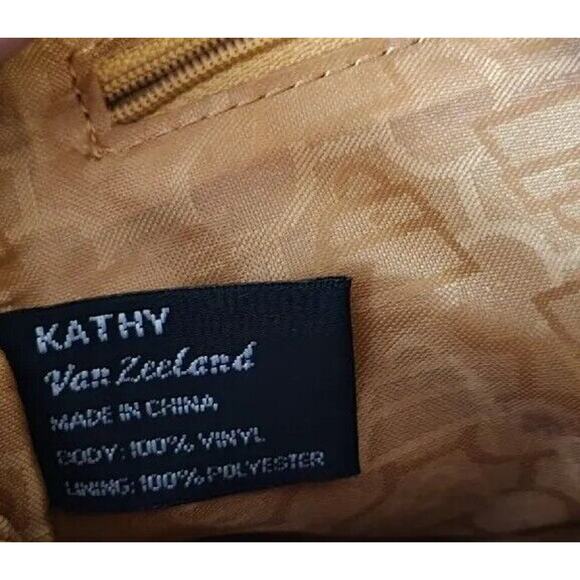 KATHY
Van Zeeland
MADE IN CHINA
BODY: 100% VINYL
LINING: 100% POLYESTER